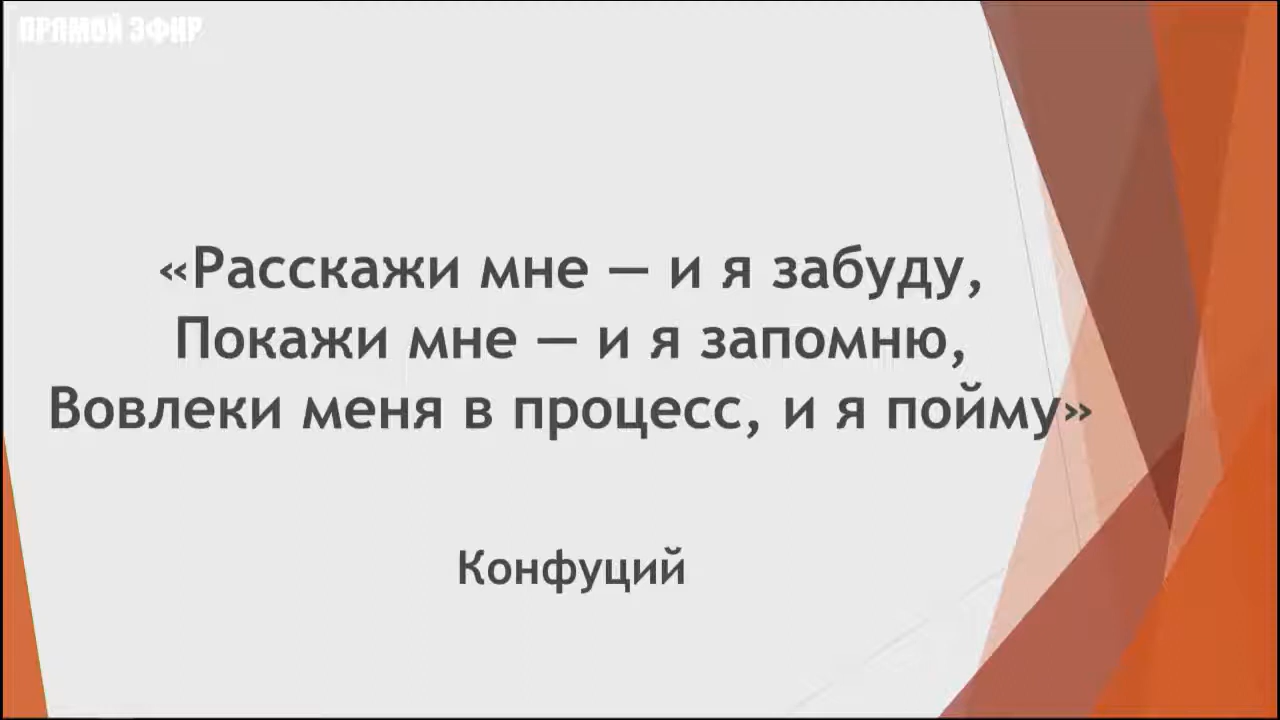 ПРЯМОЙ ЭФИР
«Расскажи мне — и я забуду,
Покажи мне — и я запомню,
Вовлеки меня в процесс, и я пойму»
Конфуций